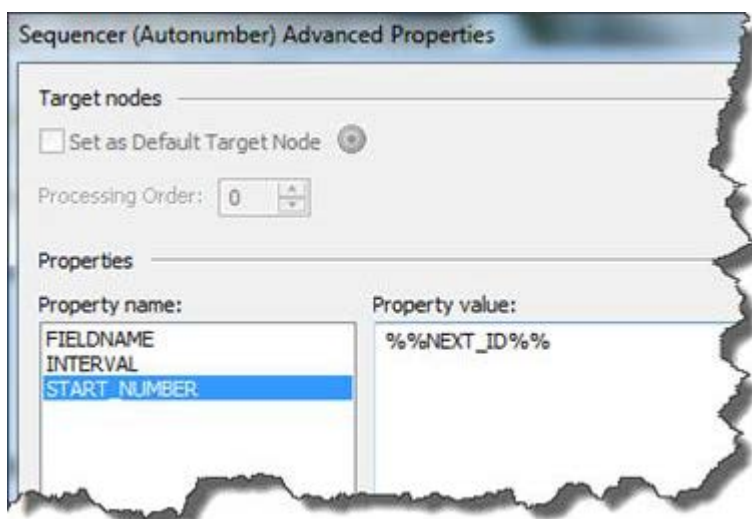 Sequencer (Autonumber) Advanced Properties
Target nodes
Set as Default Target Node
Processing Order: 0
Properties
Property name: Property value:
FIELDNAME %%NEXT_ID%%
INTERVAL
START_NUMBER